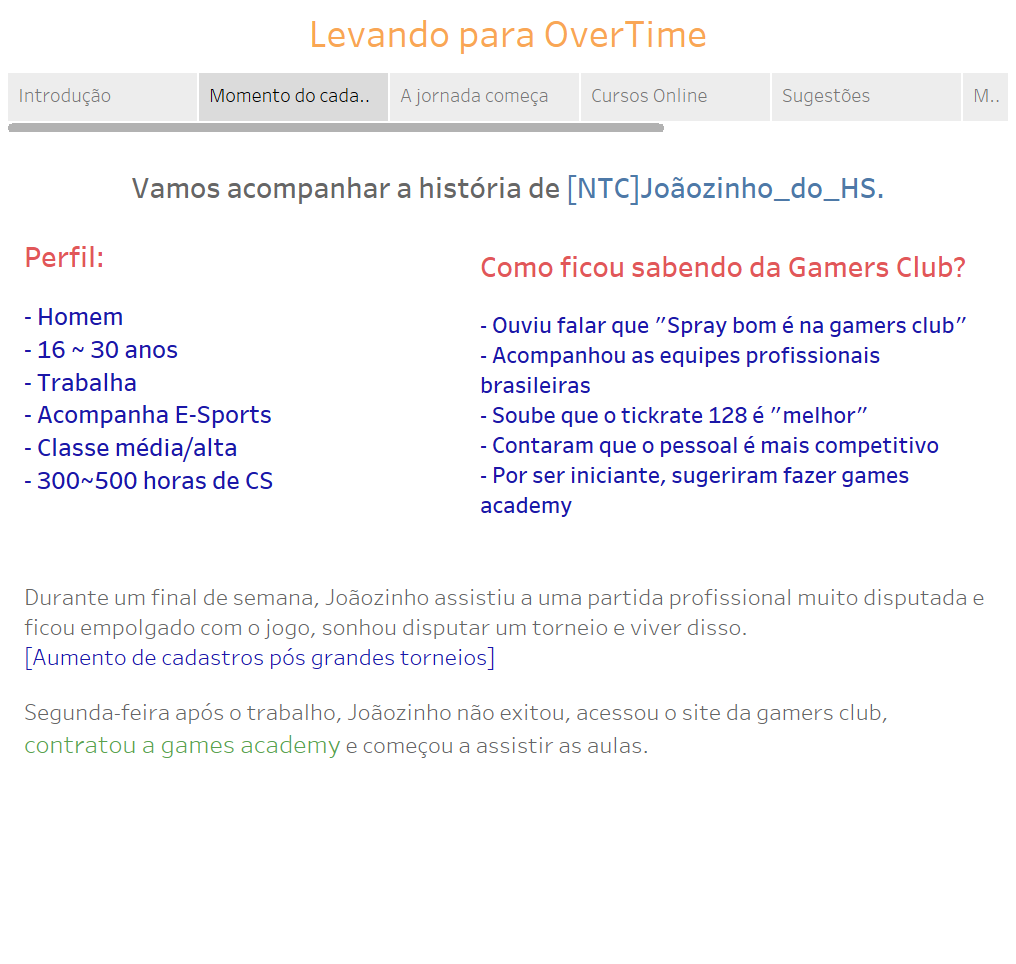 Levando para OverTime
Introdução
Momento do cada..
A jornada começa
Cursos Online
Sugestões
M..
Vamos acompanhar a história de [NTC]Joãozinho_do_HS.
Perfil:
- Homem
- 16 ~ 30 anos
- Trabalha
- Acompanha E-Sports
- Classe média/alta
- 300~500 horas de CS
Como ficou sabendo da Gamers Club?
- Ouviu falar que "Spray bom é na gamers club"
- Acompanhou as equipes profissionais
brasileiras
- Soube que o tickrate 128 é "melhor"
- Contaram que o pessoal é mais competitivo
- Por ser iniciante, sugeriram fazer games
academy
Durante um final de semana, Joãozinho assistiu a uma partida profissional muito disputada e
ficou empolgado com o jogo, sonhou disputar um torneio e viver disso.
[Aumento de cadastros pós grandes torneios]
Segunda-feira após o trabalho, Joãozinho não exitou, acessou o site da gamers club,
contratou a games academy e começou a assistir as aulas.